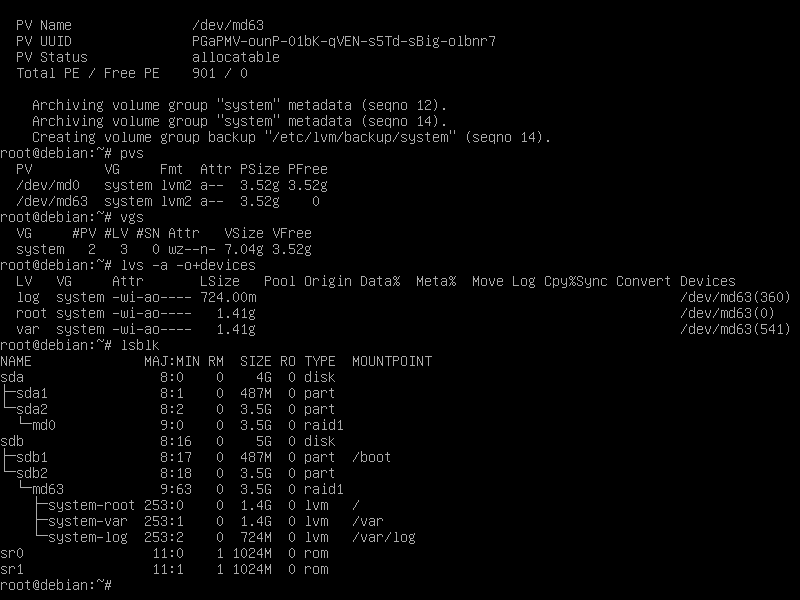 PV Name               /dev/md63
PV UUID               PGaPMV-ounP-01bK-qVEN-s5Td-sBig-olbnr7
PV Status             allocatable
Total PE / Free PE    901 / 0
Archiving volume group "system" metadata (seqno 12).
Archiving volume group "system" metadata (seqno 14).
Creating volume group backup "/etc/lvm/backup/system" (seqno 14).
root@debian:~# pvs
  PV         VG     Fmt  Attr PSize PFree
  /dev/md0   system lvm2 a--  3.52g 3.52g
  /dev/md63  system lvm2 a--  3.52g    0
root@debian:~# vgs
  VG     #PV #LV #SN Attr   VSize VFree
  system   2   3   0 wz--n- 7.04g 3.52g
root@debian:~# lvs -a -o+devices
  LV   VG     Attr       LSize   Pool Origin Data%  Meta%  Move Log Cpy%Sync Convert Devices
  log  system -wi-ao---- 724.00m                                                     /dev/md63(360)
  root system -wi-ao----   1.41g                                                     /dev/md63(0)
  var  system -wi-ao----   1.41g                                                     /dev/md63(541)
root@debian:~# lsblk
NAME              MAJ:MIN RM  SIZE RO TYPE  MOUNTPOINT
sda                 8:0    0    4G  0 disk
├─sda1              8:1    0  487M  0 part
└─sda2              8:2    0  3.5G  0 part
  └─md0             9:0    0  3.5G  0 raid1
sdb                 8:16   0    5G  0 disk
├─sdb1              8:17   0  487M  0 part  /boot
└─sdb2              8:18   0  3.5G  0 part
  └─md63            9:63   0  3.5G  0 raid1
    ├─system-root 253:0    0  1.4G  0 lvm   /
    ├─system-var  253:1    0  1.4G  0 lvm   /var
    └─system-log  253:2    0  724M  0 lvm   /var/log
sr0                11:0    1 1024M  0 rom
sr1                11:1    1 1024M  0 rom
root@debian:~#